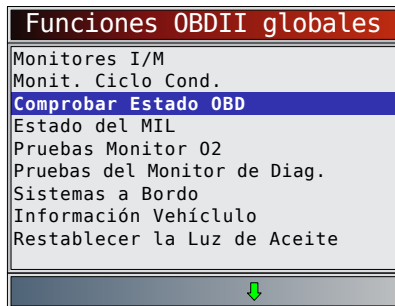 Funciones OBDII globales
Monitores I/M
Monit. Ciclo Cond.
Comprobar Estado OBD
Estado del MIL
Pruebas Monitor O2
Pruebas del Monitor de Diag.
Sistemas a Bordo
Información Vehíclulo
Restablecer la Luz de Aceite